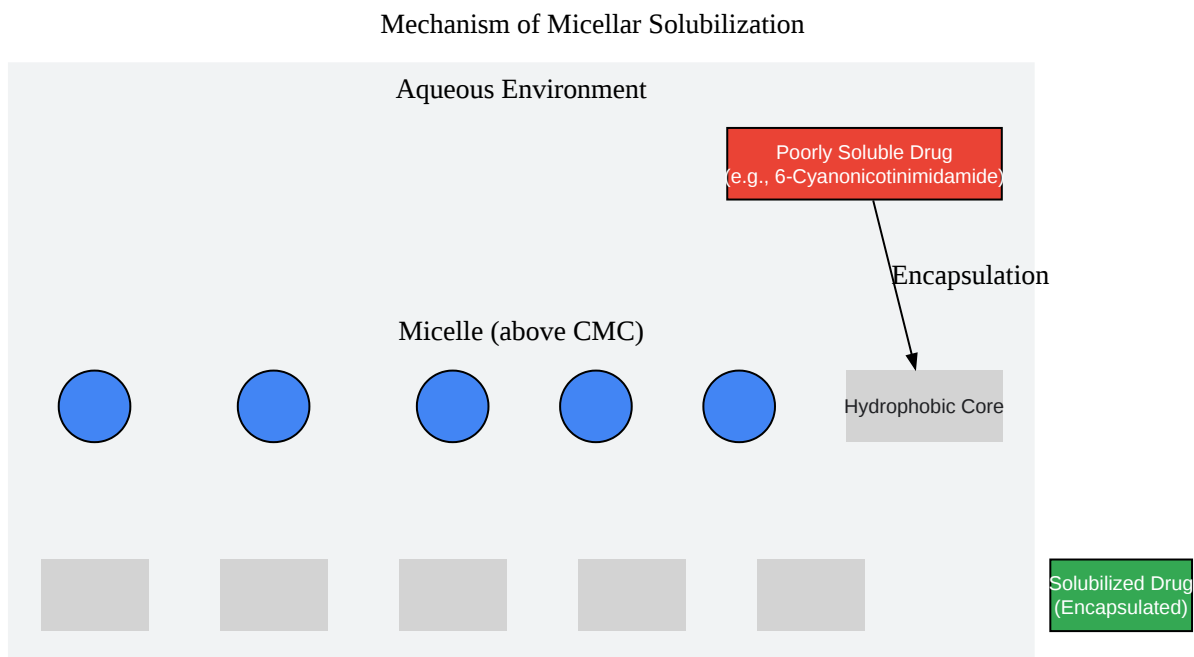 Mechanism of Micellar Solubilization
Aqueous Environment
Poorly Soluble Drug
(e.g., 6-Cyanonicotinimidamide)
Encapsulation
Micelle (above CMC)
Hydrophobic Core
Solubilized Drug
(Encapsulated)